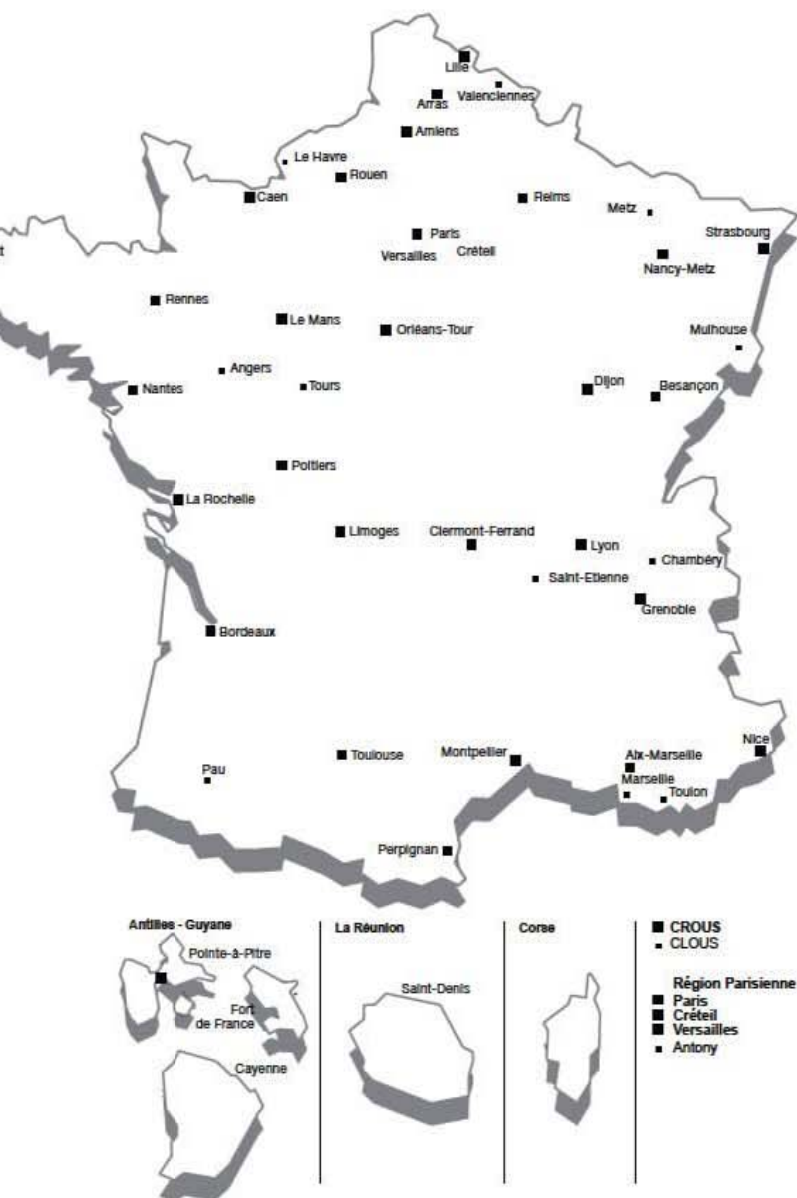 Lille
Arras
Valenciennes
Amiens
Le Havre
Rouen
Caen
Reims
Metz
Paris
Strasbourg
Versailles
Créteil
t
Nancy-Metz
Rennes
Le Mans
Orléans-Tour
Mulhouse
Angers
Tours
Nantes
Dijon
Besançon
Poitiers
La Rochelle
Limoges
Clermont-Ferrand
Lyon
Chambéry
Saint-Etienne
Grenoble
Bordeaux
Nice
Toulouse
Montpellier
Aix-Marseille
Pau
Marseille
Toulon
Perpignan
Antilles - Guyane
Pointe-à-Pitre
Fort
de France
Cayenne
La Réunion
Saint-Denis
Corse
CROUS
CLOUS
Région Parisienne
Paris
Créteil
Versailles
Antony